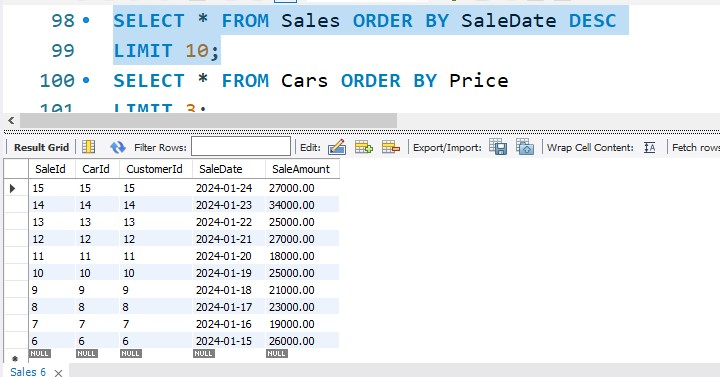 98 SELECT * FROM Sales ORDER BY SaleDate DESC
99 LIMIT 10;
100 SELECT * FROM Cars ORDER BY Price
101 LIMIT 3;
Result Grid Filter Rows: Edit: Export/Import: Wrap Cell Content: Fetch rows
SaleId CarId CustomerId SaleDate SaleAmount
15 15 15 2024-01-24 27000.00
14 14 14 2024-01-23 34000.00
13 13 13 2024-01-22 25000.00
12 12 12 2024-01-21 27000.00
11 11 11 2024-01-20 18000.00
10 10 10 2024-01-19 25000.00
9 9 9 2024-01-18 21000.00
8 8 8 2024-01-17 23000.00
7 7 7 2024-01-16 19000.00
6 6 6 2024-01-15 26000.00
NULL NULL NULL NULL NULL
Sales 6